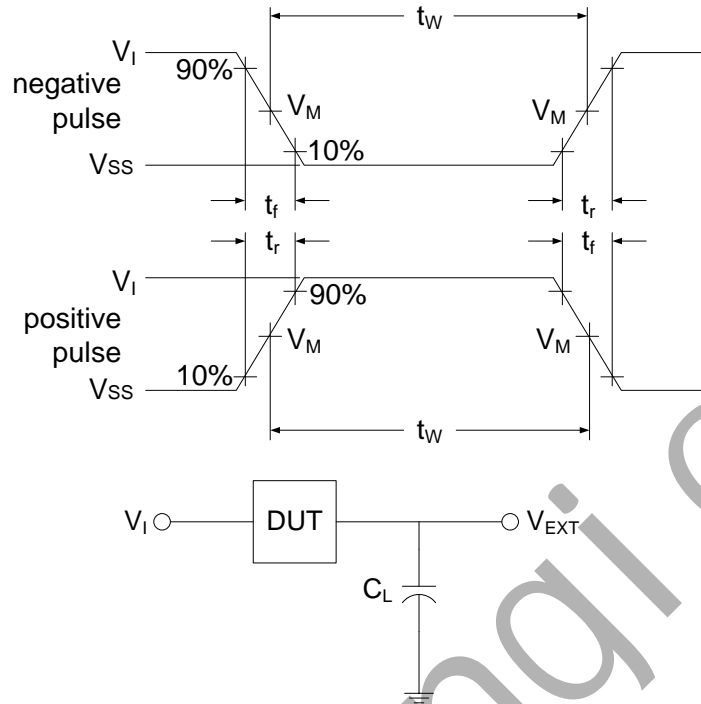 tW
VI
90%
negative
pulse
VM
VM
10%
VSS
tf
tr
tr
tf
VI
90%
positive
pulse
VM
VM
10%
VSS
tW
VI
DUT
VEXT
CL